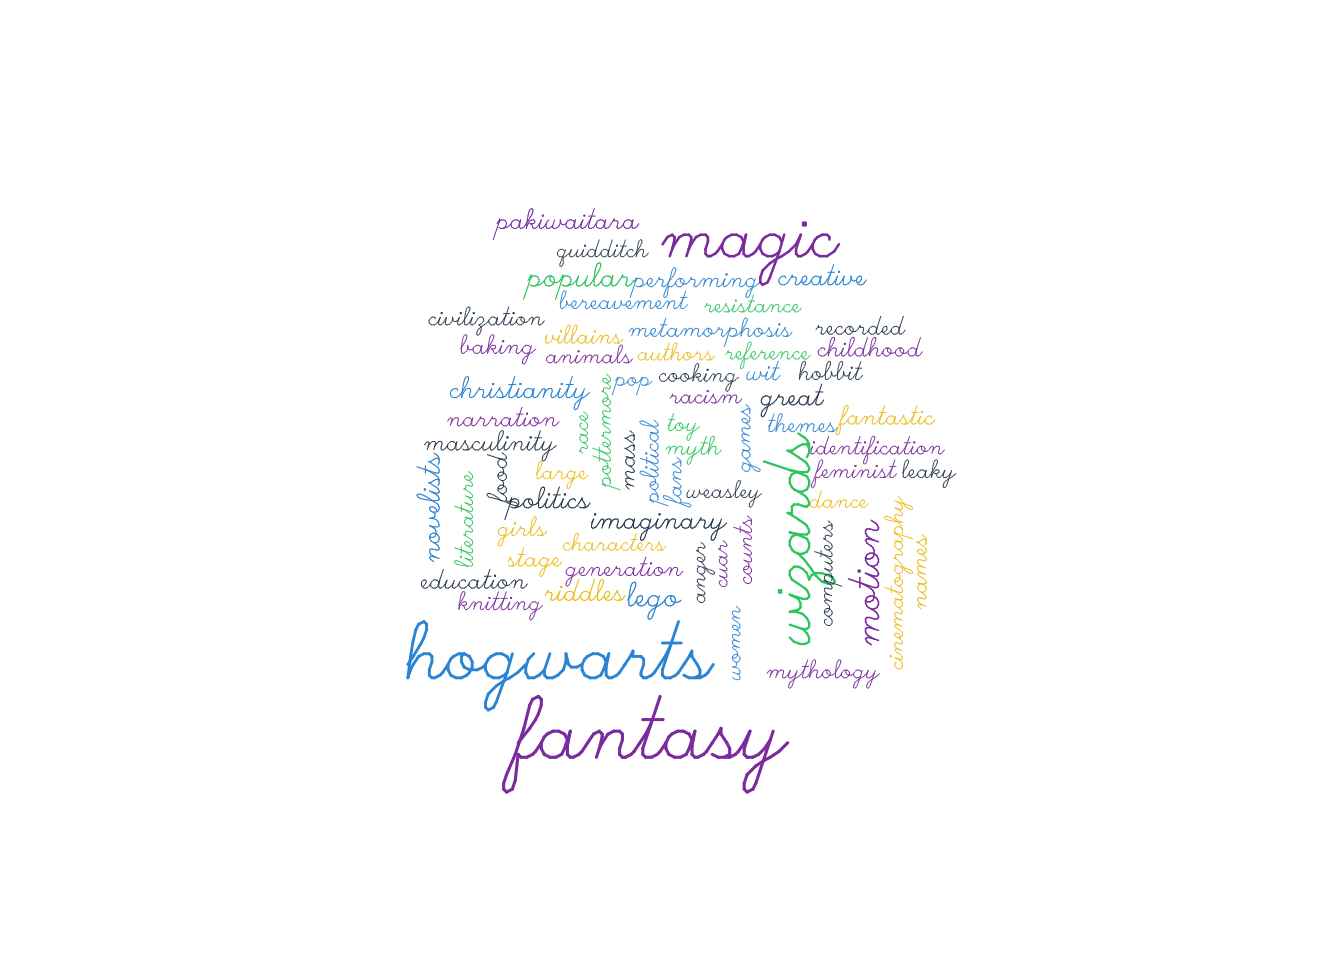 pakiwaitara
magic
quidditch
popular
performing
creative
bereavement
resistance
civilization
villains
metamorphosis
recorded
baking
animals
authors
reference
childhood
christianity
pop
cooking
wit
hobbit
racism
great
narration
race
pottermore
toy
games
themes
fantastic
masculinity
mass
political
myth
identification
novelists
literature
food
large
fans
weasley
wizards
feminist
leaky
politics
dance
girls
imaginary
characters
stage
generation
anger
cuar
counts
computers
motion
cinematography
names
education
knitting
riddles
lego
hogwarts
women
mythology
fantasy